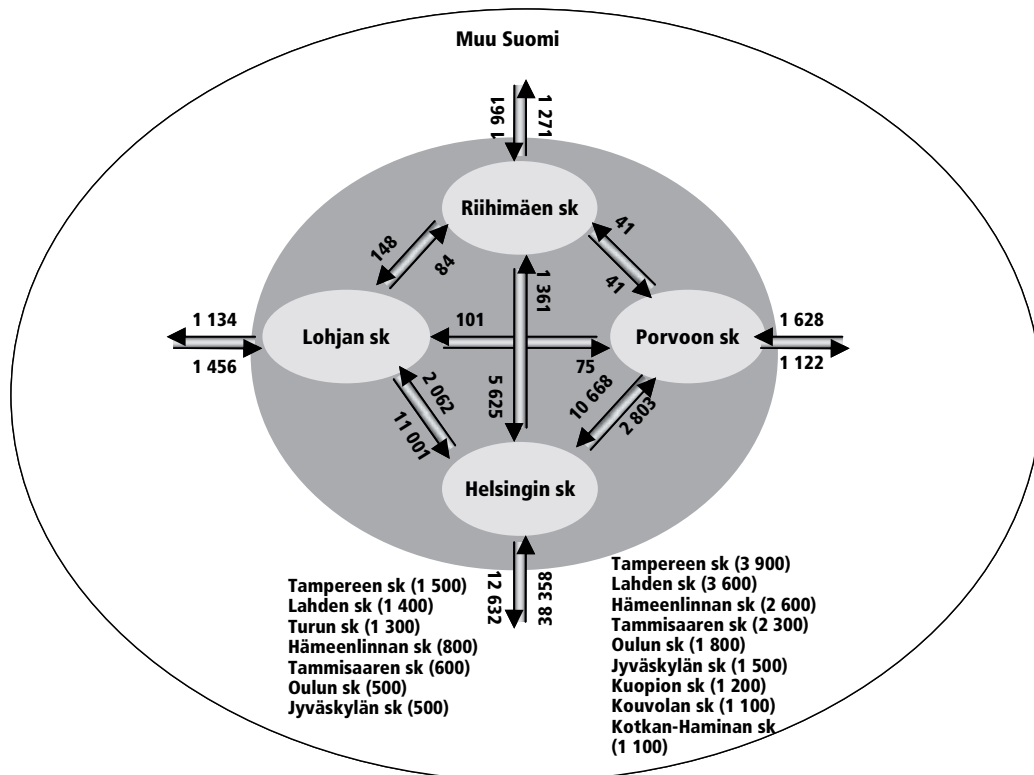 Muu Suomi
1 961
1 271
Riihimäen sk
148
84
41
41
1 361
1 134
1 456
Lohjan sk
101
75
Porvoon sk
1 628
1 122
2 062
11 001
5 625
10 668
2 803
Helsingin sk
12 632
38 358
Tampereen sk (1 500)
Lahden sk (1 400)
Turun sk (1 300)
Hämeenlinnan sk (800)
Tammisaaren sk (600)
Oulun sk (500)
Jyväskylän sk (500)
Tampereen sk (3 900)
Lahden sk (3 600)
Hämeenlinnan sk (2 600)
Tammisaaren sk (2 300)
Oulun sk (1 800)
Jyväskylän sk (1 500)
Kuopion sk (1 200)
Kouvolan sk (1 100)
Kotkan-Haminan sk
(1 100)